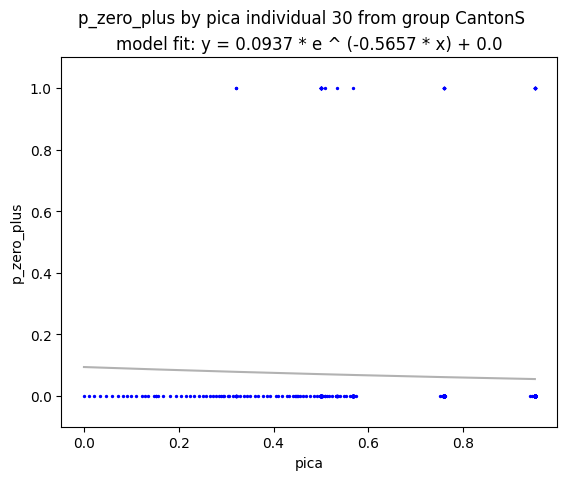 p_zero_plus by pica individual 30 from group CantonS
model fit: y = 0.0937 * e ^ (-0.5657 * x) + 0.0
1.0
0.8
0.6
0.4
0.2
0.0
p_zero_plus
0.0 0.2 0.4 0.6 0.8
pica